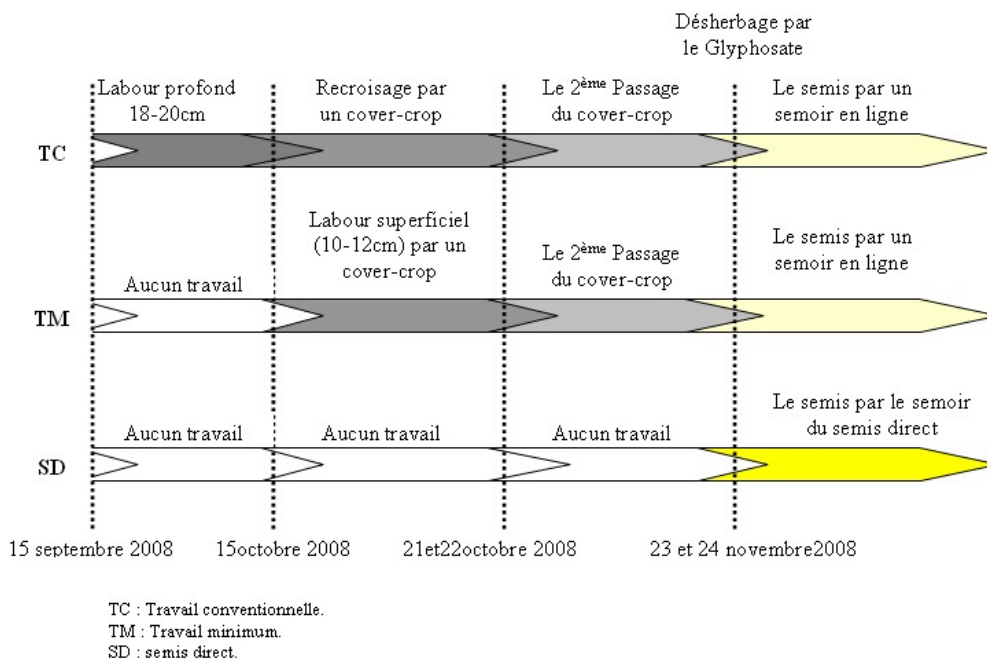 Désherbage par
le Glyphosate
Labour profond
18-20cm
Recroisage par
un cover-crop
Le 2ème Passage
du cover-crop
Le semis par un
semoir en ligne
TC
Labour superficiel
(10-12cm) par un
cover-crop
Aucun travail
Le 2ème Passage
du cover-crop
Le semis par un
semoir en ligne
TM
Aucun travail
Aucun travail
Aucun travail
Le semis par le semoir
du semis direct
SD
15 septembre 2008
15octobre 2008
21et22octobre 2008
23 et 24 novembre2008
TC : Travail conventionnelle.
TM : Travail minimum.
SD : semis direct.